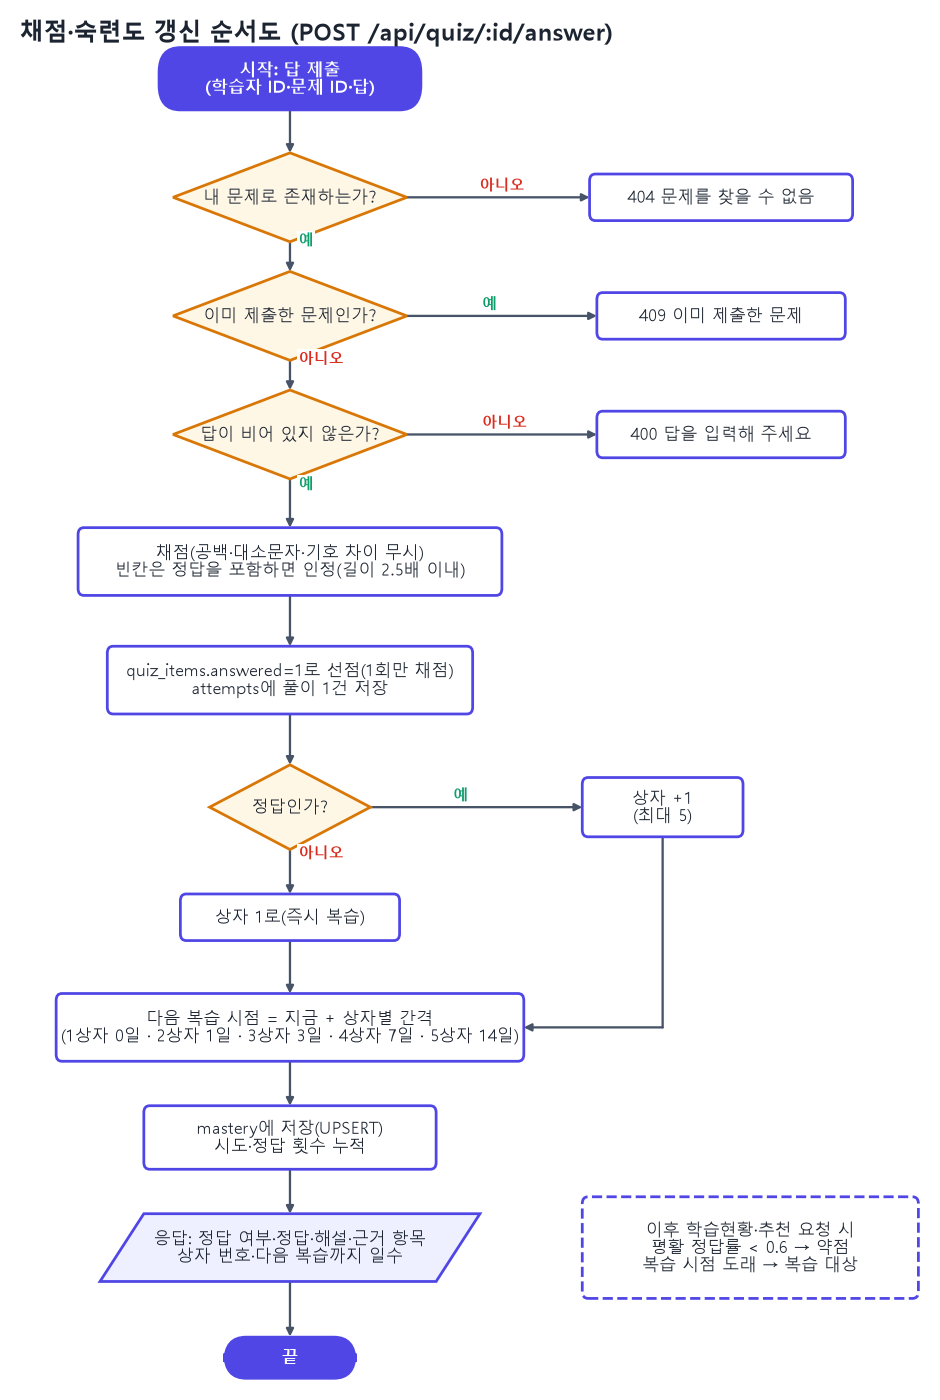 채점·숙련도 갱신 순서도 (POST /api/quiz/:id/answer)
시작: 답 제출
(학습자 ID·문제 ID·답)
내 문제로 존재하는가?
아니오
404 문제를 찾을 수 없음
예
이미 제출한 문제인가?
예
409 이미 제출한 문제
아니오
답이 비어 있지 않은가?
아니오
400 답을 입력해 주세요
예
채점(공백·대소문자·기호 차이 무시)
빈칸은 정답을 포함하면 인정(길이 2.5배 이내)
quiz_items.answered=1로 선점(1회만 채점)
attempts에 풀이 1건 저장
정답인가?
예
상자 +1
(최대 5)
아니오
상자 1로(즉시 복습)
다음 복습 시점 = 지금 + 상자별 간격
(1상자 0일 · 2상자 1일 · 3상자 3일 · 4상자 7일 · 5상자 14일)
mastery에 저장(UPSERT)
시도·정답 횟수 누적
응답: 정답 여부·정답·해설·근거 항목
상자 번호·다음 복습까지 일수
이후 학습현황·추천 요청 시
평활 정답률 < 0.6 → 약점
복습 시점 도래 → 복습 대상
끝